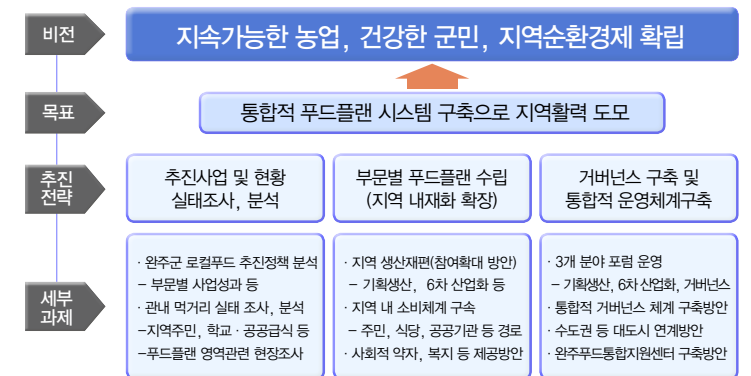 비전
지속가능한 농업, 건강한 군민, 지역순환경제 확립
목표
통합적 푸드플랜 시스템 구축으로 지역활력 도모
추진
전략
추진사업 및 현황
실태조사, 분석
부문별 푸드플랜 수립
(지역 내재화 확장)
거버넌스 구축 및
통합적 운영체계구축
세부
과제
· 완주군 로컬푸드 추진정책 분석
- 부문별 사업성과 등
· 관내 먹거리 실태 조사, 분석
-지역주민, 학교 · 공공급식 등
-푸드플랜 영역관련 현장조사
· 지역 생산재편(참여확대 방안)
- 기획생산, 6차 산업화 등
· 지역 내 소비체계 구속
- 주민, 식당, 공공기관 등 경로
· 사회적 약자, 복지 등 제공방안
· 3개 분야 포럼 운영
- 기획생산, 6차 산업화, 거버넌스
· 통합적 거버넌스 체계 구축방안
· 수도권 등 대도시 연계방안
· 완주푸드통합지원센터 구축방안